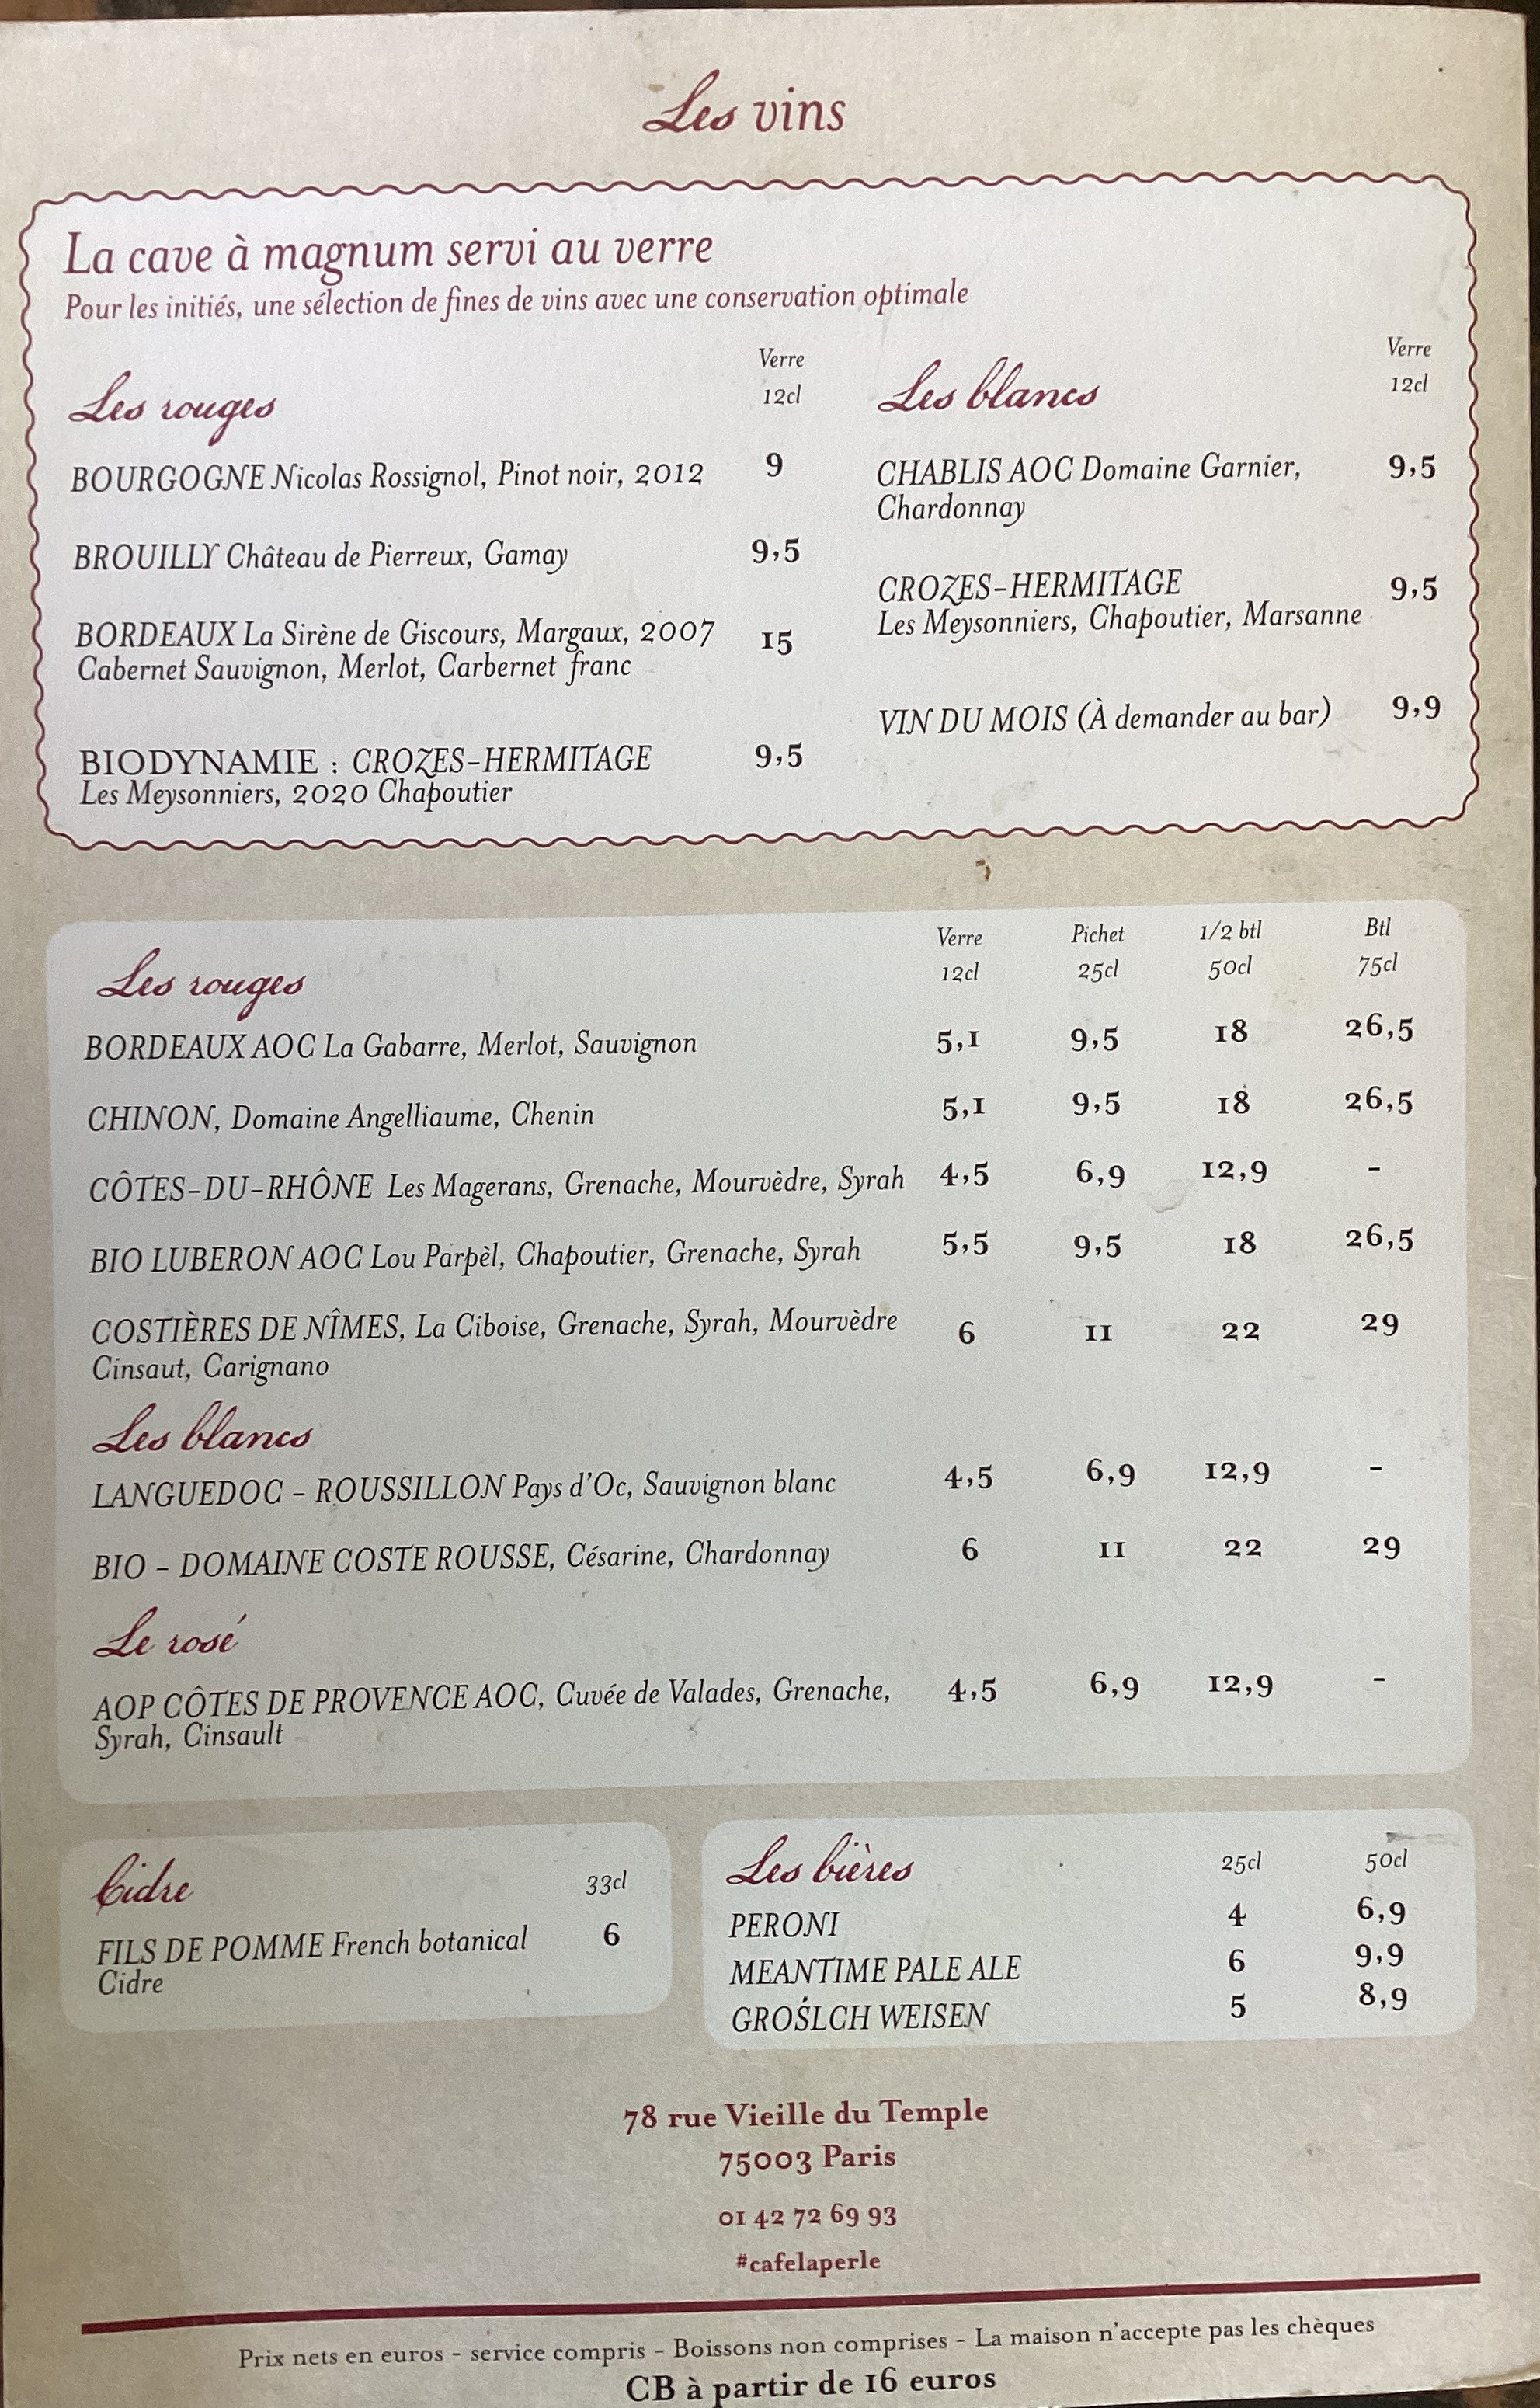 Les vins
La cave à magnum servi au verre
Pour les initiés, une sélection de fines de vins avec une conservation optimale
Les rouges
Verre
12cl
BOURGOGNE Nicolas Rossignol, Pinot noir, 2012 9
BROUILLY Château de Pierreux, Gamay 9,5
BORDEAUX La Sirène de Giscours, Margaux, 2007 15
Cabernet Sauvignon, Merlot, Carbernet franc
BIODYNAMIE : CROZES-HERMITAGE 9,5
Les Meysonniers, 2020 Chapoutier
Les blancs
Verre
12cl
CHABLIS AOC Domaine Garnier, 9,5
Chardonnay
CROZES-HERMITAGE 9,5
Les Meysonniers, Chapoutier, Marsanne
VIN DU MOIS (À demander au bar) 9,9
Verre Pichet 1/2 btl Btl
Les rouges 12cl 25cl 50cl 75cl
BORDEAUX AOC La Gabarre, Merlot, Sauvignon 5,1 9,5 18 26,5
CHINON, Domaine Angelliaume, Chenin 5,1 9,5 18 26,5
CÔTES-DU-RHÔNE Les Magerans, Grenache, Mourvèdre, Syrah 4,5 6,9 12,9 -
BIO LUBERON AOC Lou Parpèl, Chapoutier, Grenache, Syrah 5,5 9,5 18 26,5
COSTIÈRES DE NÎMES, La Ciboise, Grenache, Syrah, Mourvèdre 6 11 22 29
Cinsaut, Carignano
Les blancs
LANGUEDOC - ROUSSILLON Pays d'Oc, Sauvignon blanc 4,5 6,9 12,9 -
BIO - DOMAINE COSTE ROUSSE, Césarine, Chardonnay 6 11 22 29
Le rosé
AOP CÔTES DE PROVENCE AOC, Cuvée de Valades, Grenache, 4,5 6,9 12,9 -
Syrah, Cinsault
Cidre 33cl
FILS DE POMME French botanical 6
Cidre
Les bières 25cl 50cl
PERONI 4 6,9
MEANTIME PALE ALE 6 9,9
GROSLCH WEISEN 5 8,9
78 rue Vieille du Temple
75003 Paris
01 42 72 69 93
#cafelaperle
Prix nets en euros - service compris - Boissons non comprises - La maison n'accepte pas les chèques
CB à partir de 16 euros